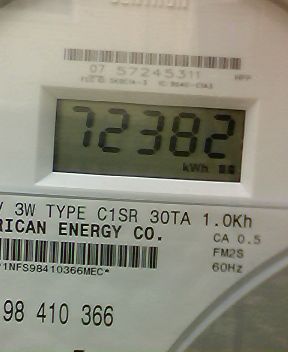 07 57245311
72382
kWh
3W TYPE C1SR 30TA 1.0Kh
RICAN ENERGY CO.
CA 0.5
FM2S
60Hz
1NFS98410366MEC*
98 410 366